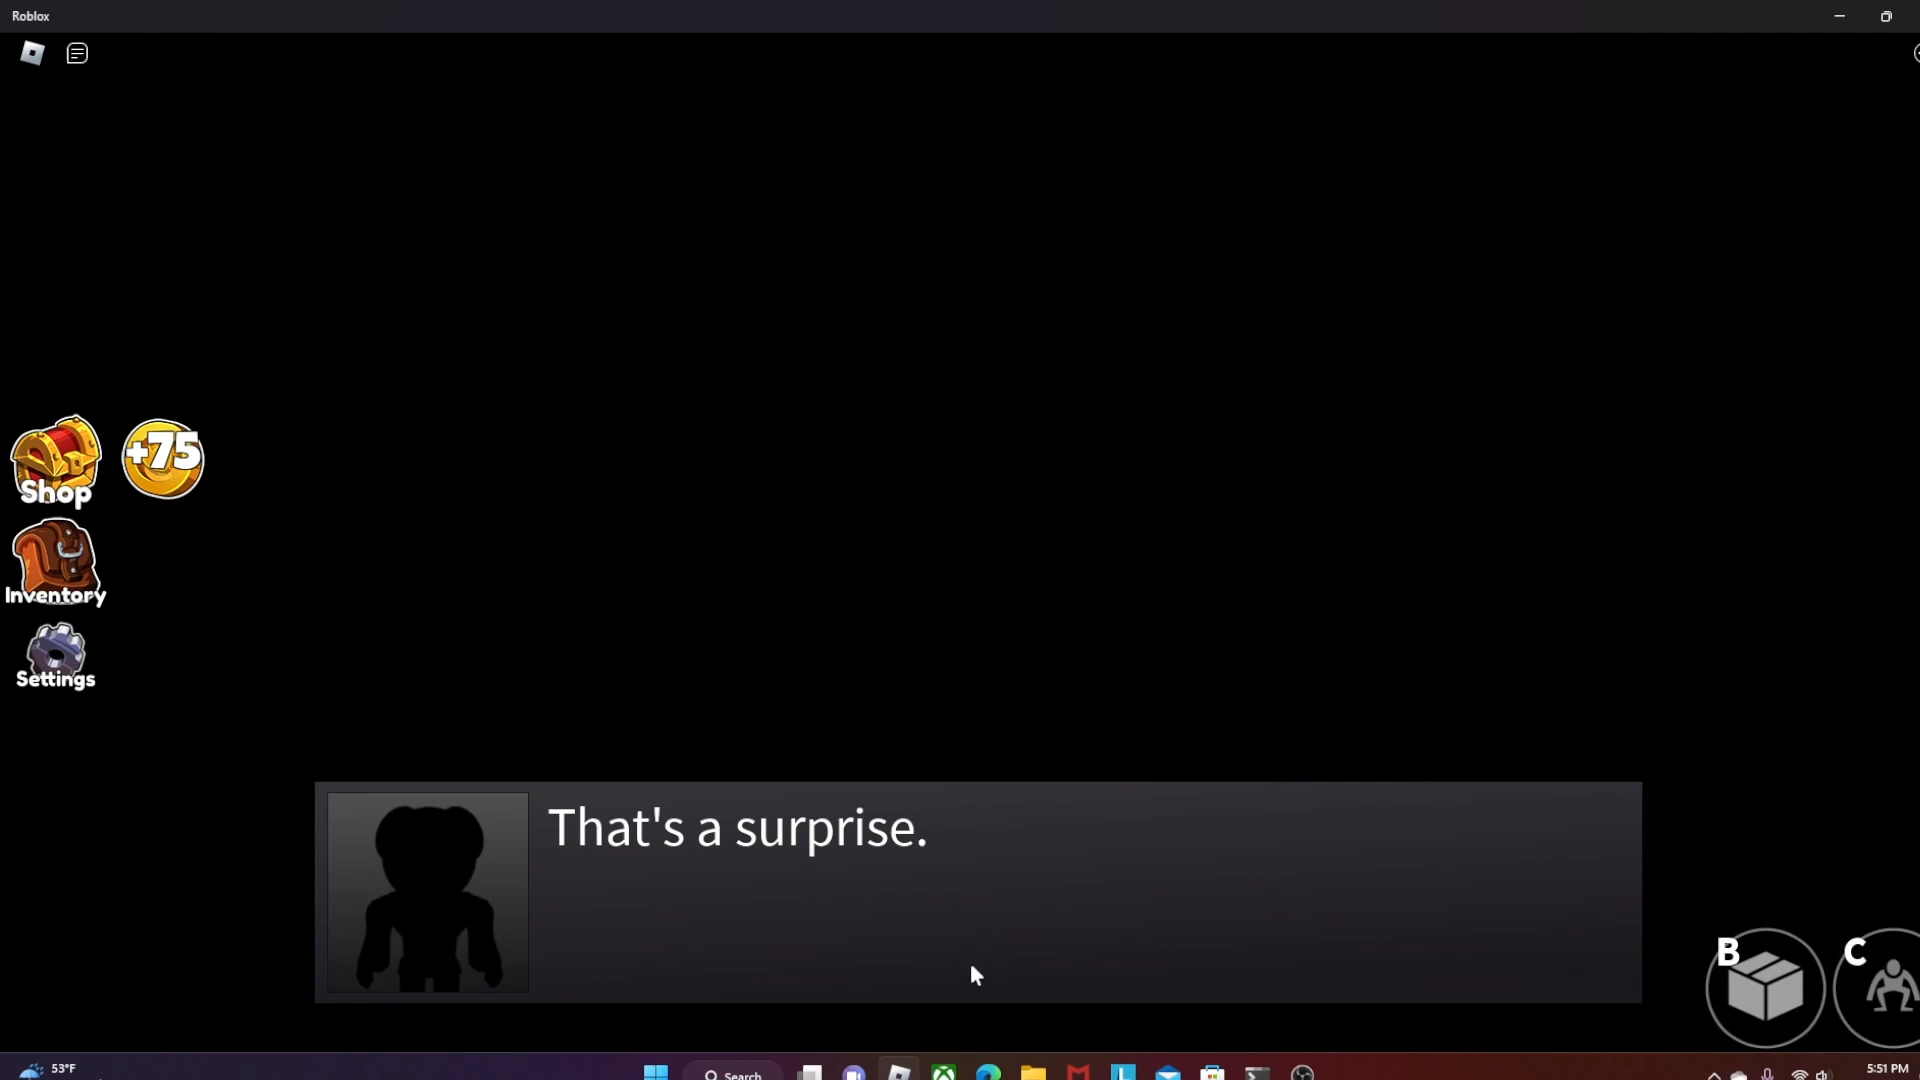 Roblox
+75
Shop
Inventory
Settings
That's a surprise.
B
C
53°F
Search
5:51 PM